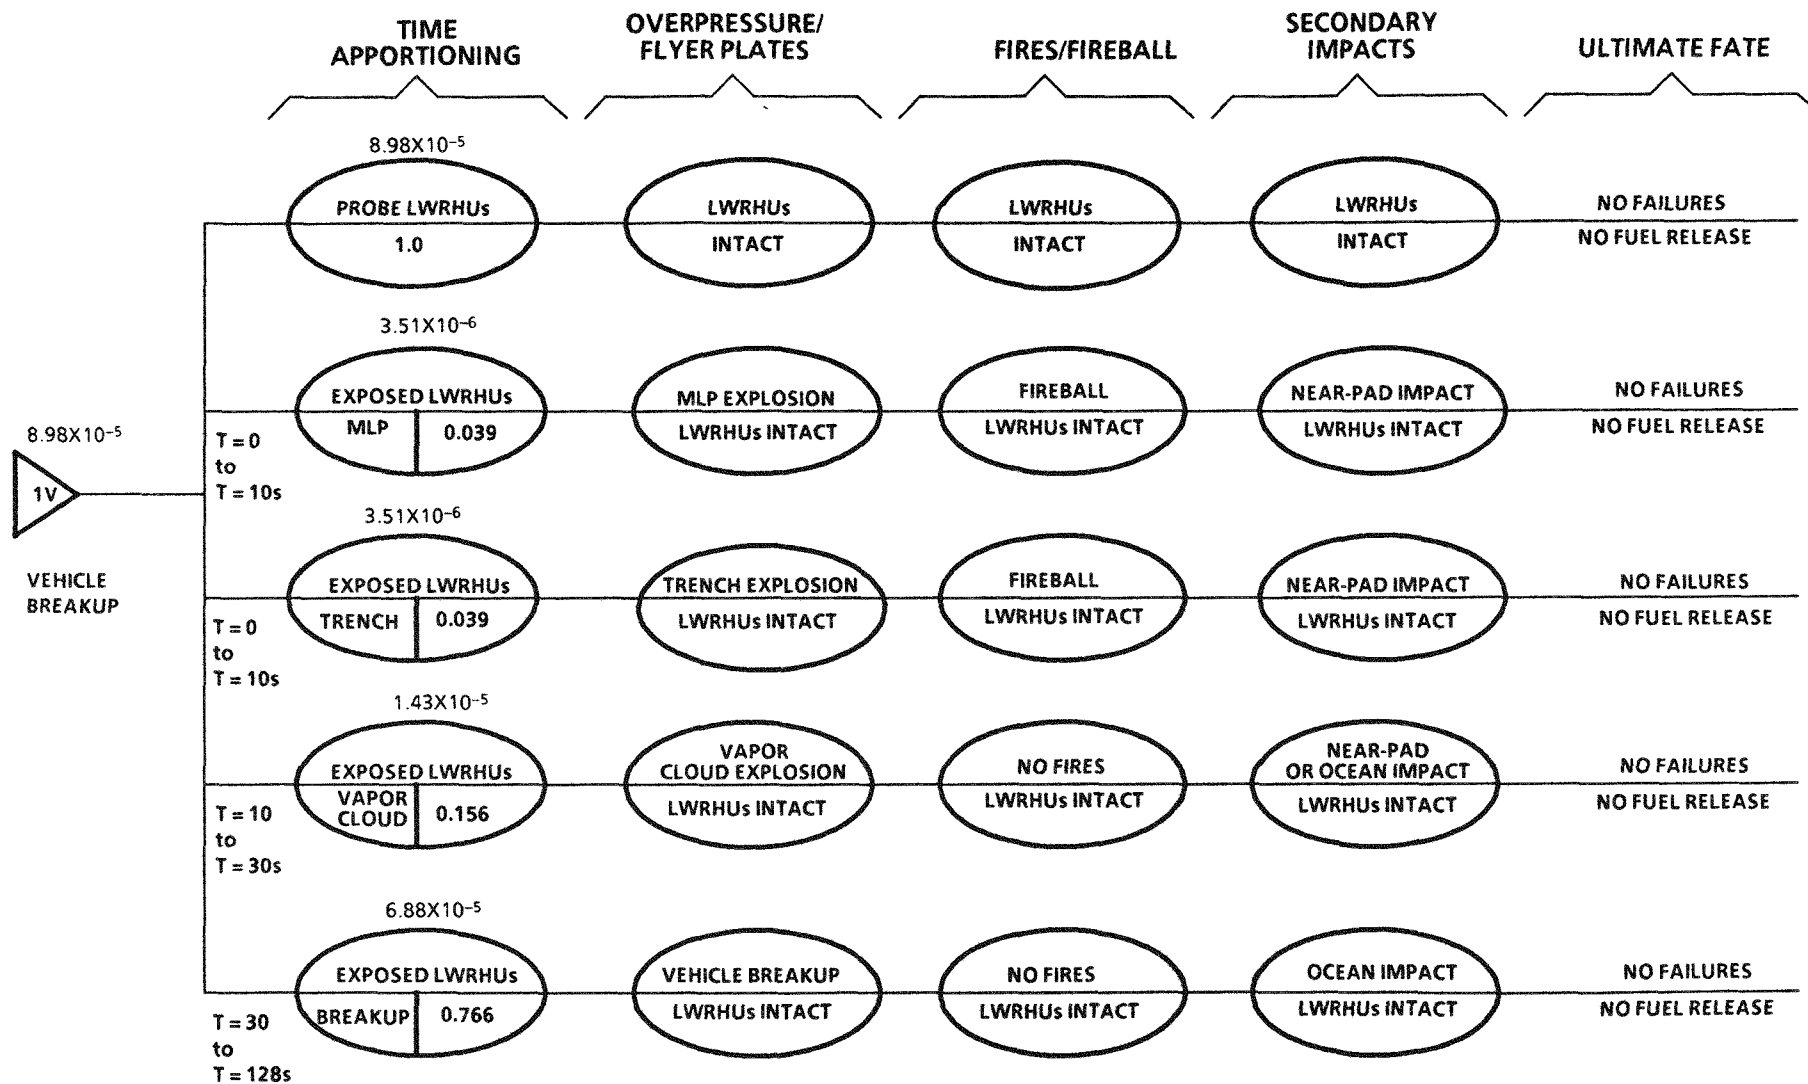 TIME
APPORTIONING
OVERPRESSURE/
FLYER PLATES
FIRES/FIREBALL
SECONDARY
IMPACTS
ULTIMATE FATE
8.98X10⁻⁵
PROBE LWRHUs
1.0
LWRHUs
INTACT
LWRHUs
INTACT
LWRHUs
INTACT
NO FAILURES
NO FUEL RELEASE
3.51X10⁻⁶
EXPOSED LWRHUs
MLP
0.039
MLP EXPLOSION
LWRHUs INTACT
FIREBALL
LWRHUs INTACT
NEAR-PAD IMPACT
LWRHUs INTACT
NO FAILURES
NO FUEL RELEASE
T = 0
to
T = 10s
8.98X10⁻⁵
1V
VEHICLE
BREAKUP
3.51X10⁻⁶
EXPOSED LWRHUs
TRENCH
0.039
TRENCH EXPLOSION
LWRHUs INTACT
FIREBALL
LWRHUs INTACT
NEAR-PAD IMPACT
LWRHUs INTACT
NO FAILURES
NO FUEL RELEASE
T = 0
to
T = 10s
1.43X10⁻⁵
EXPOSED LWRHUs
VAPOR
CLOUD
0.156
VAPOR
CLOUD EXPLOSION
LWRHUs INTACT
NO FIRES
LWRHUs INTACT
NEAR-PAD
OR OCEAN IMPACT
LWRHUs INTACT
NO FAILURES
NO FUEL RELEASE
T = 10
to
T = 30s
6.88X10⁻⁵
EXPOSED LWRHUs
BREAKUP
0.766
VEHICLE BREAKUP
LWRHUs INTACT
NO FIRES
LWRHUs INTACT
OCEAN IMPACT
LWRHUs INTACT
NO FAILURES
NO FUEL RELEASE
T = 30
to
T = 128s